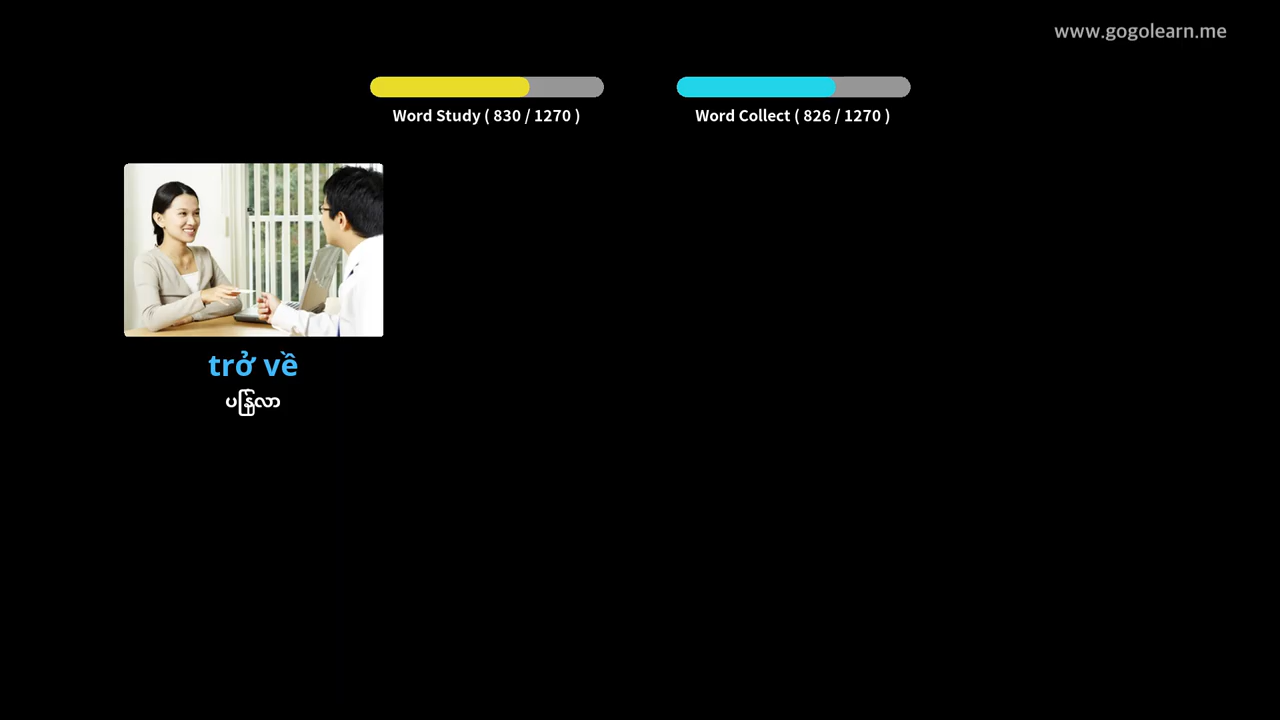 www.gogolearn.me
Word Study ( 830 / 1270 )
Word Collect ( 826 / 1270 )
trở về
ပြန်လာ